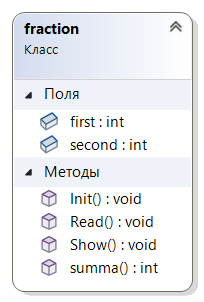 fraction
Класс
Поля
first : int
second : int
Методы
Init() : void
Read() : void
Show() : void
summa() : int